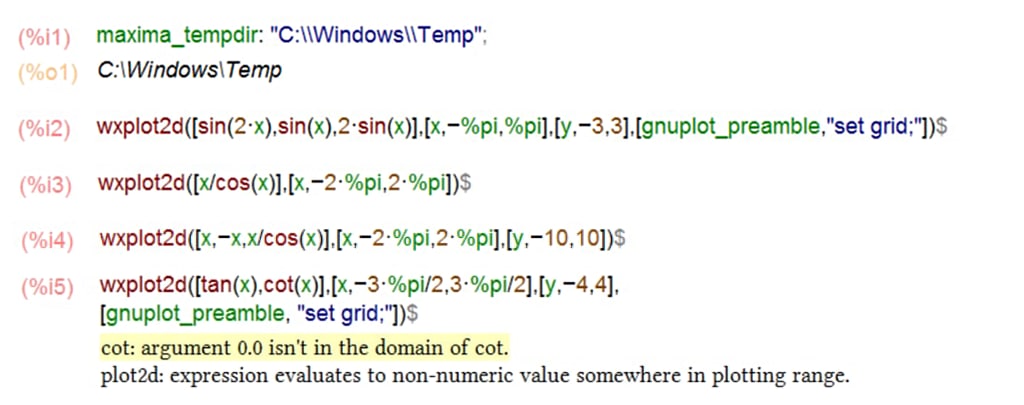 (%i1) maxima_tempdir: "C:\\Windows\\Temp";
(%o1) C:\Windows\Temp
(%i2) wxplot2d([sin(2·x),sin(x),2·sin(x)],[x,−%pi,%pi],[y,−3,3],[gnuplot_preamble,"set grid;"])$
(%i3) wxplot2d([x/cos(x)],[x,−2·%pi,2·%pi])$
(%i4) wxplot2d([x,−x,x/cos(x)],[x,−2·%pi,2·%pi],[y,−10,10])$
(%i5) wxplot2d([tan(x),cot(x)],[x,−3·%pi/2,3·%pi/2],[y,−4,4],
[gnuplot_preamble, "set grid;"])$
cot: argument 0.0 isn't in the domain of cot.
plot2d: expression evaluates to non-numeric value somewhere in plotting range.